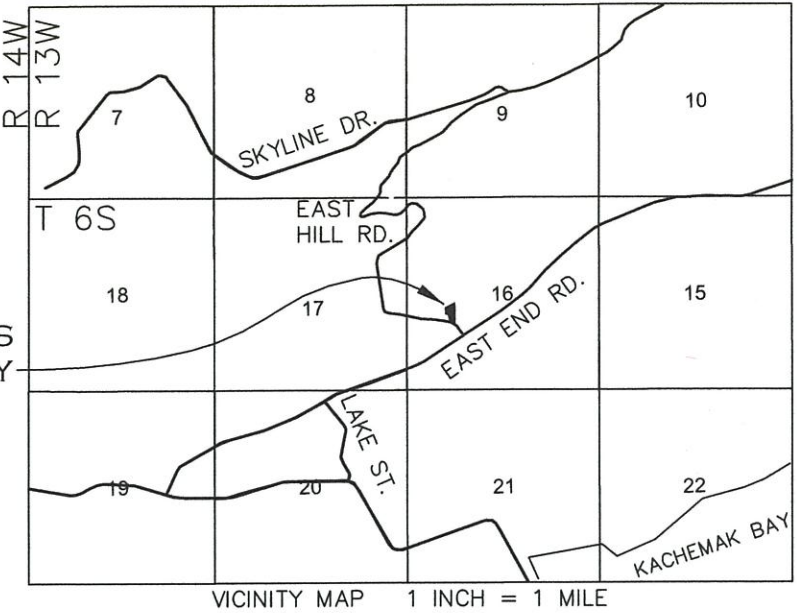 R 14W
R 13W
7
8
9
10
SKYLINE DR.
T 6S
EAST
HILL RD.
18
17
16
15
EAST END RD.
S
Y
LAKE ST.
19
20
21
22
KACHEMAK BAY
VICINITY MAP 1 INCH = 1 MILE